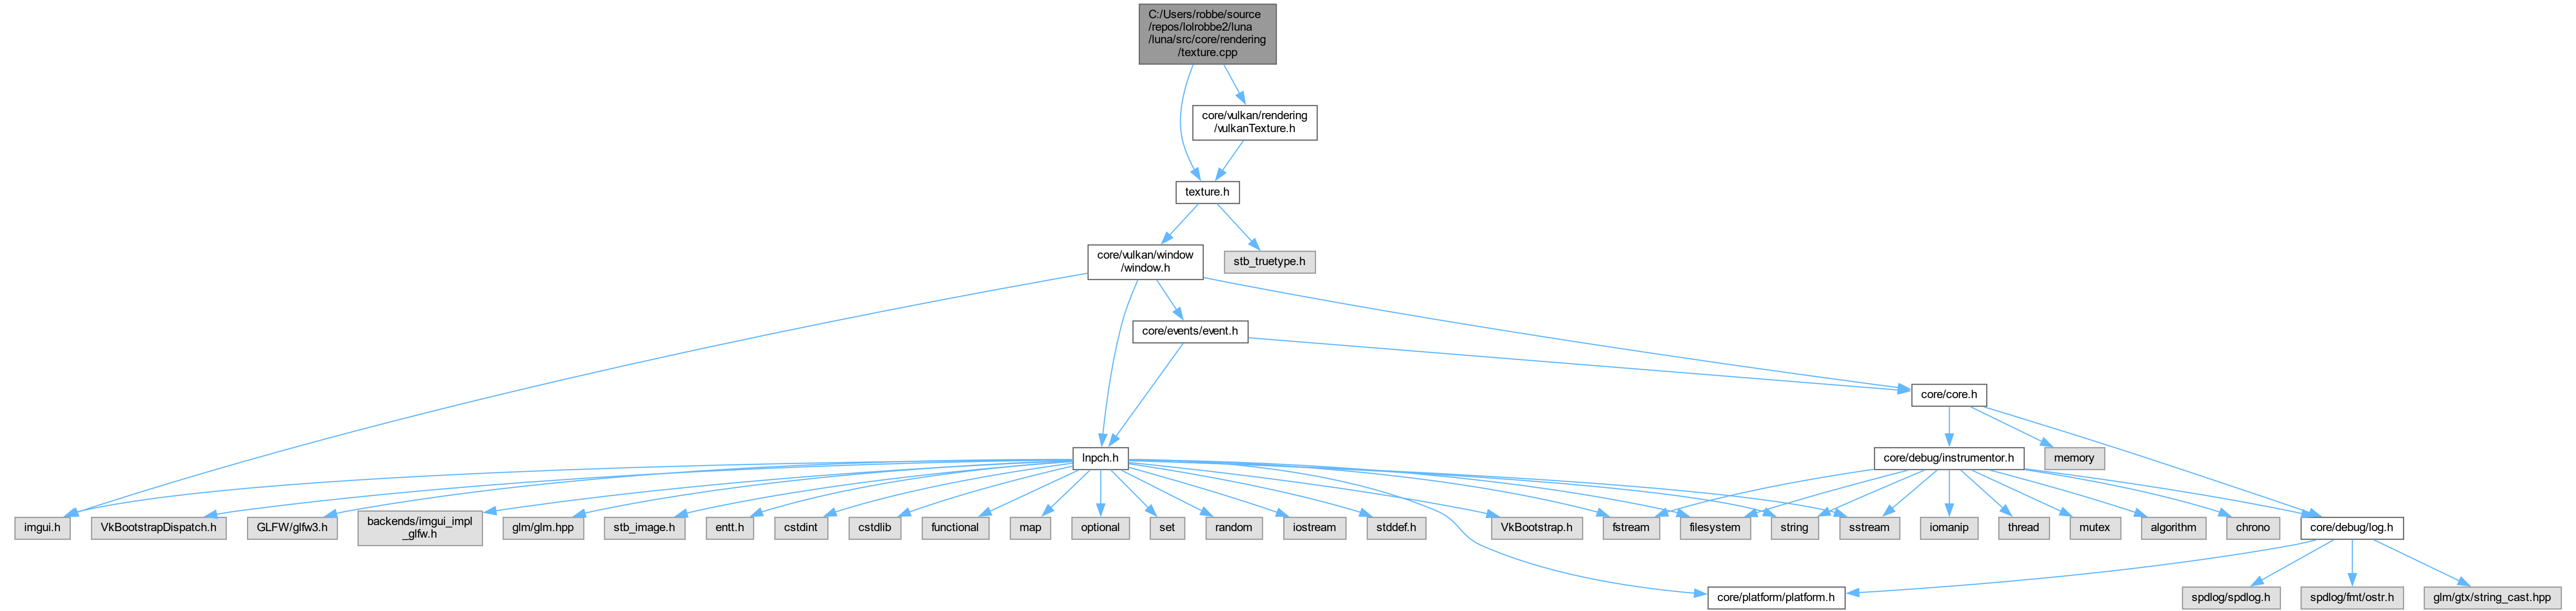 C:/Users/robbe/source
/repos/lolrobbe2/luna
/luna/src/core/rendering
/texture.cpp
core/vulkan/rendering
/vulkanTexture.h
texture.h
core/vulkan/window
/window.h
stb_truetype.h
core/events/event.h
core/core.h
lnpch.h
core/debug/instrumentor.h
memory
imgui.h
VkBootstrapDispatch.h
GLFW/glfw3.h
backends/imgui_impl
_glfw.h
glm/glm.hpp
stb_image.h
entt.h
cstdint
cstdlib
functional
map
optional
set
random
iostream
stddef.h
VkBootstrap.h
fstream
filesystem
string
sstream
iomanip
thread
mutex
algorithm
chrono
core/debug/log.h
core/platform/platform.h
spdlog/spdlog.h
spdlog/fmt/ostr.h
glm/gtx/string_cast.hpp